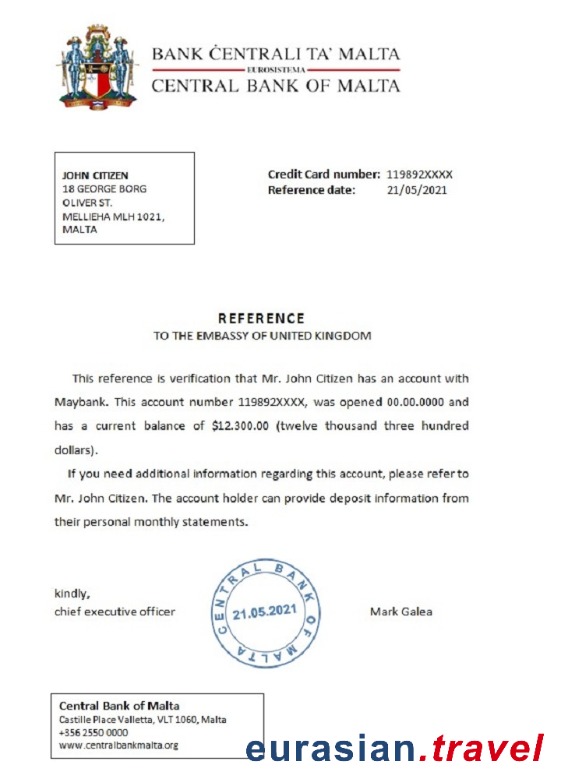 BANK ĊENTRALI TA' MALTA
EUROSISTEMA
CENTRAL BANK OF MALTA
JOHN CITIZEN
18 GEORGE BORG
OLIVER ST.
MELLIEHA MLH 1021,
MALTA
Credit Card number: 119892XXXX
Reference date: 21/05/2021
REFERENCE
TO THE EMBASSY OF UNITED KINGDOM
This reference is verification that Mr. John Citizen has an account with
Maybank. This account number 119892XXXX, was opened 00.00.0000 and
has a current balance of $12.300.00 (twelve thousand three hundred
dollars).
If you need additional information regarding this account, please refer to
Mr. John Citizen. The account holder can provide deposit information from
their personal monthly statements.
kindly,
chief executive officer
CENTRAL BANK OF MALTA
21.05.2021
Mark Galea
Central Bank of Malta
Castille Place Valletta, VLT 1060, Malta
+356 2550 0000
www.centralbankmalta.org
eurasian.travel